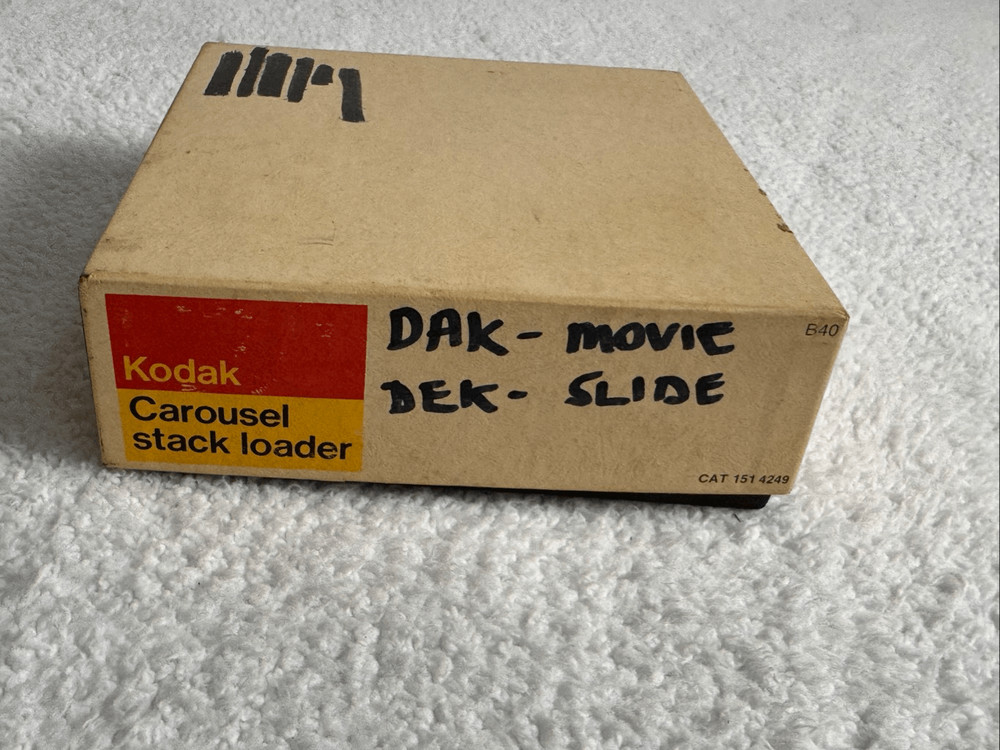 Kodak
Carousel
stack loader
DAK - MOVIE
DEK - SLIDE
B40
CAT 151 4249